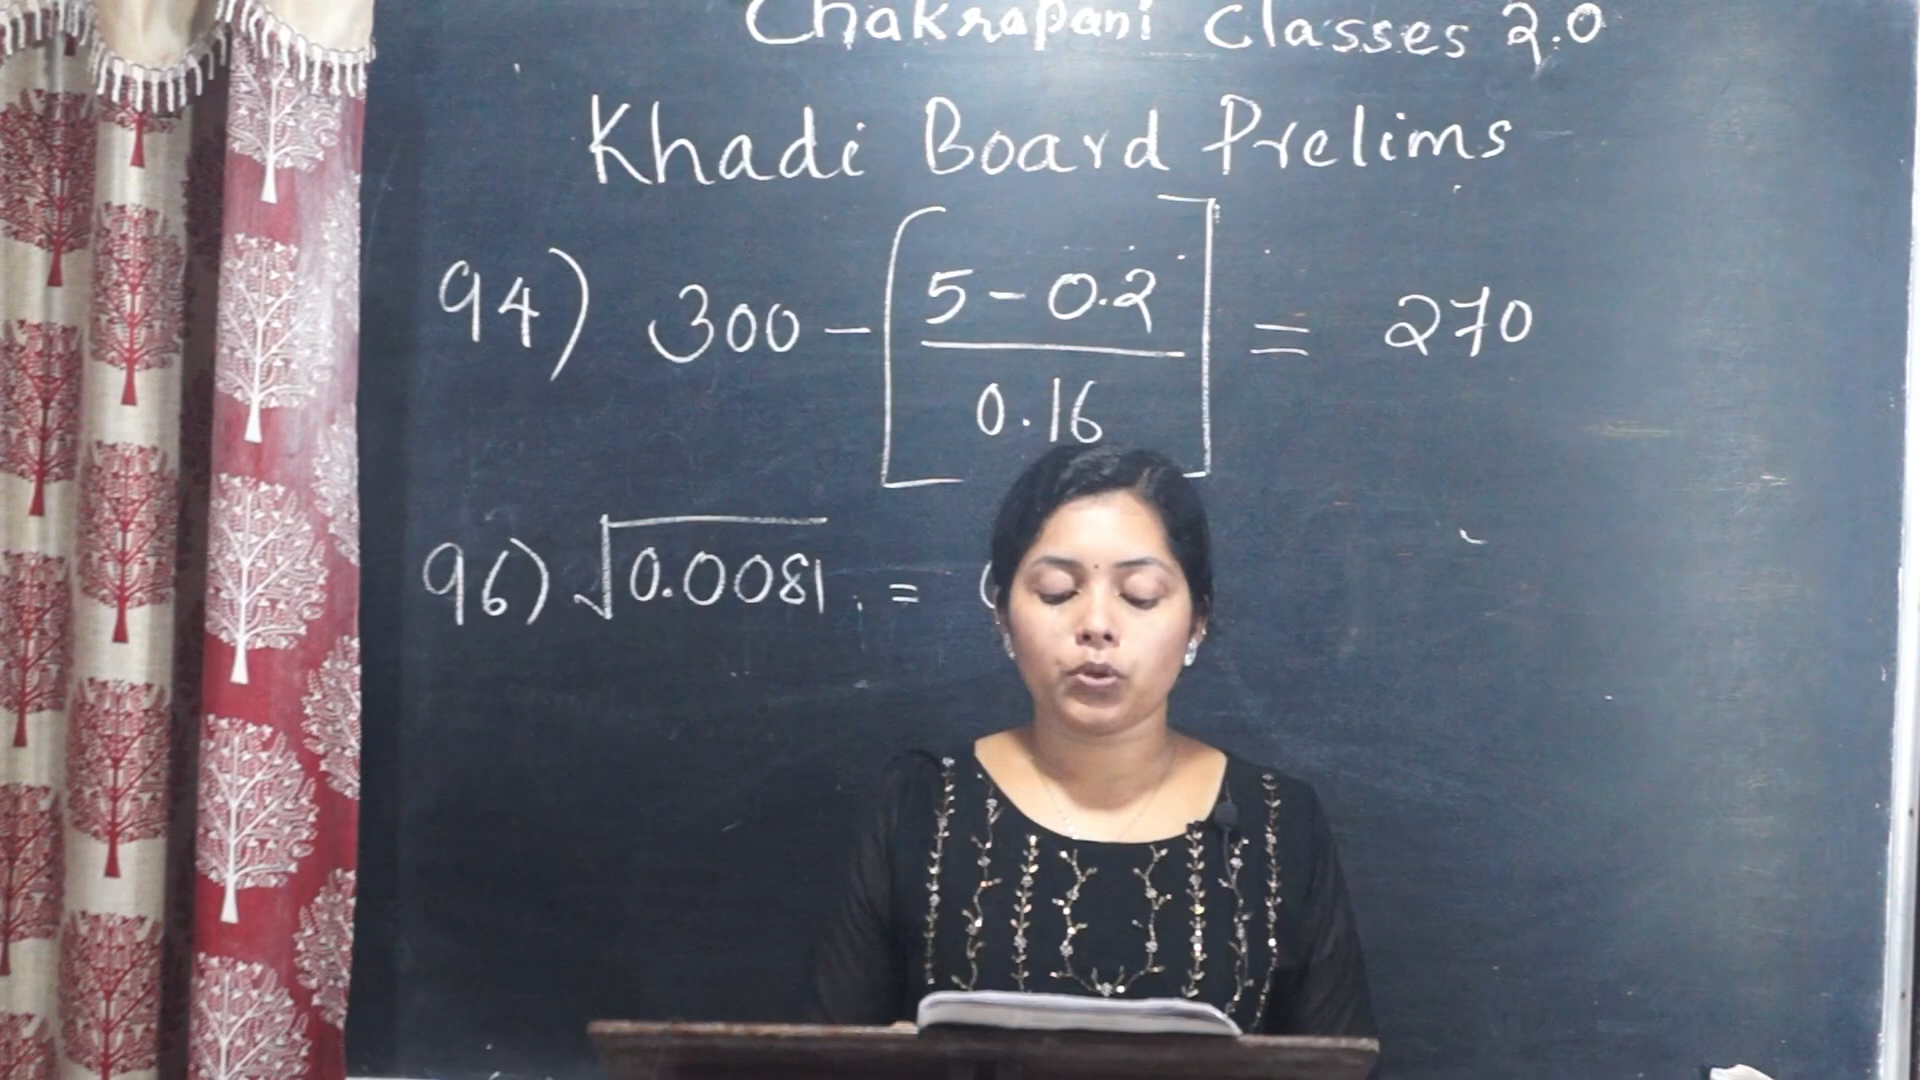 Chakrapani Classes 2.0
Khadi Board Prelims
94) 300 - [5 - 0.2 / 0.16] = 270
96) √0.0081 =